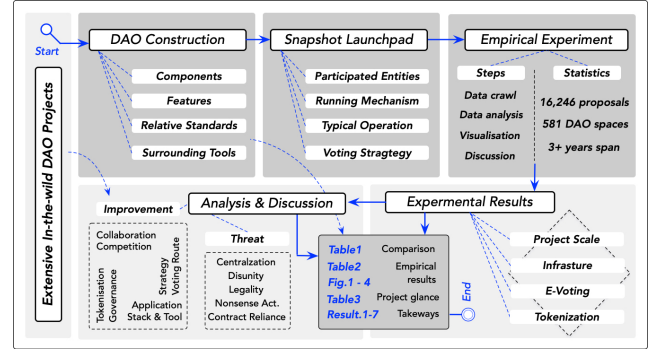 Start
Extensive In-the-wild DAO Projects
DAO Construction
Components
Features
Relative Standards
Surrounding Tools
Snapshot Launchpad
Participated Entities
Running Mechanism
Typical Operation
Voting Stragtegy
Empirical Experiment
Steps
Data crawl
Data analysis
Visualisation
Discussion
Statistics
16,246 proposals
581 DAO spaces
3+ years span
Analysis & Discussion
Improvement
Collaboration
Competition
Tokenisation
Governance
Strategy
Voting Route
Application
Stack & Tool
Threat
Centralzation
Disunity
Legality
Nonsense Act.
Contract Reliance
Expermental Results
Project Scale
Infrasture
E-Voting
Tokenization
Table1 Comparison
Table2 Empirical
Fig.1 - 4 results
Table3 Project glance
Result.1-7 Takeways
End